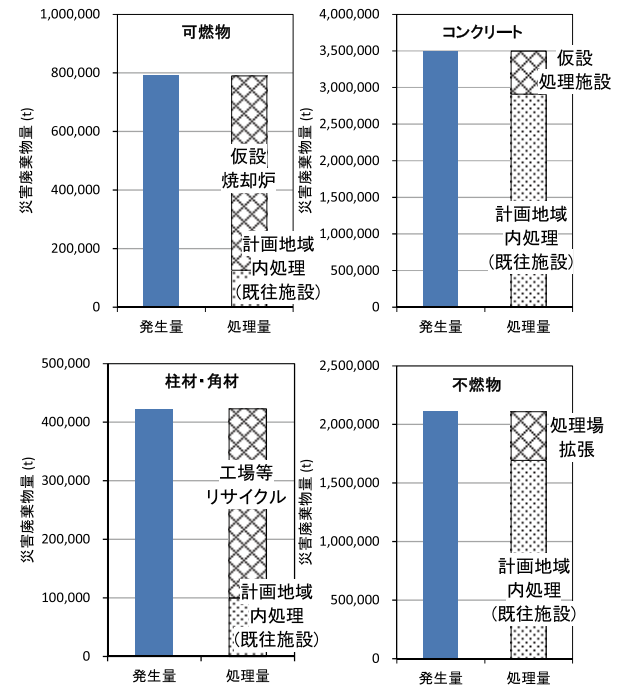 可燃物
災害廃棄物量 (t)
1,000,000
800,000
600,000
400,000
200,000
0
仮設
焼却炉
計画地域
内処理
(既往施設)
発生量
処理量
コンクリート
災害廃棄物量 (t)
4,000,000
3,500,000
3,000,000
2,500,000
2,000,000
1,500,000
1,000,000
500,000
0
仮設
処理施設
計画地域
内処理
(既往施設)
発生量
処理量
柱材・角材
災害廃棄物量 (t)
500,000
400,000
300,000
200,000
100,000
0
工場等
リサイクル
計画地域
内処理
(既往施設)
発生量
処理量
不燃物
災害廃棄物量 (t)
2,500,000
2,000,000
1,500,000
1,000,000
500,000
0
処理場
拡張
計画地域
内処理
(既往施設)
発生量
処理量